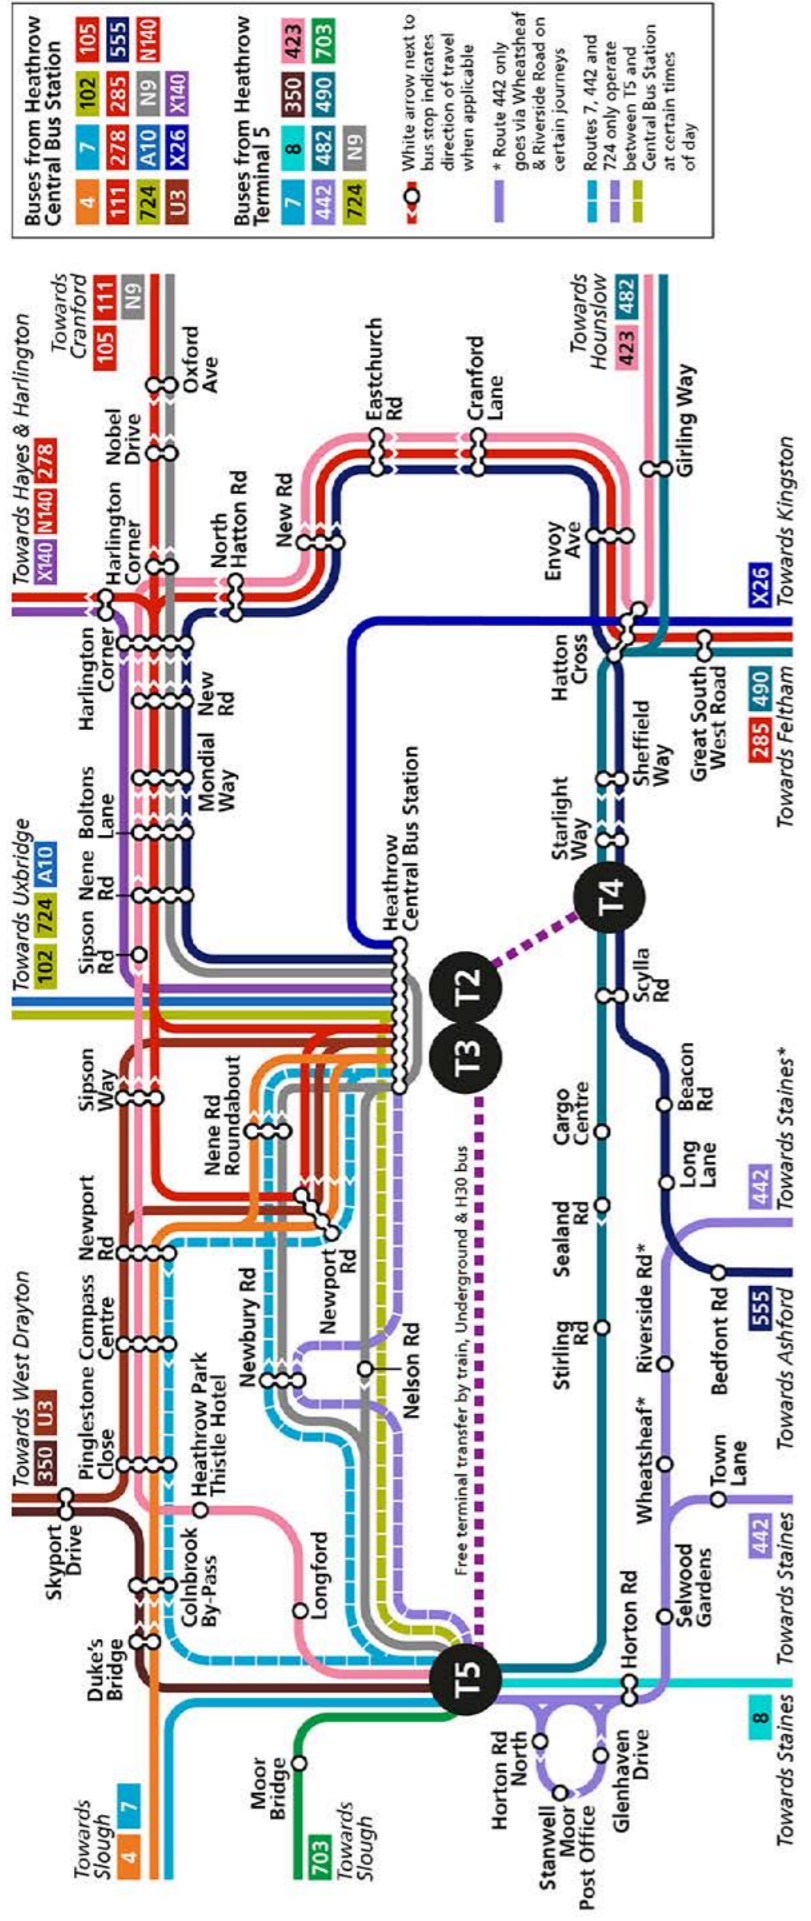 Towards
Slough
4 7
Duke's
Bridge
Skyport
Drive
Towards West Drayton
350 U3
Pinglestone
Close
Compass
Centre
Newport
Rd
Sipson
Way
Towards Uxbridge
102 724 A10
Sipson
Rd
Nene
Rd
Boltons
Lane
Harlington
Corner
Towards Hayes & Harlington
X140 N140 278
Harlington
Corner
Nobel
Drive
Towards
Cranford
105 111
N9
Oxford
Ave
Colnbrook
By-Pass
Heathrow Park
Thistle Hotel
Mondial
Way
New
Rd
North
Hatton Rd
Moor
Bridge
703
Towards
Slough
Longford
Newbury Rd
Newport
Rd
Nene Rd
Roundabout
Nelson Rd
Heathrow
Central Bus Station
New Rd
Eastchurch
Rd
Cranford
Lane
Free terminal transfer by train, Underground & H30 bus
T5
T3
T2
T4
Horton Rd
North
Stanwell
Moor
Post Office
Glenhaven
Drive
Horton Rd
Selwood
Gardens
Wheatsheaf*
Town
Lane
Riverside Rd*
Bedfont Rd
Stirling
Rd
Sealand
Rd
Cargo
Centre
Long
Lane
Beacon
Rd
Scylla
Rd
Starlight
Way
Sheffield
Way
Hatton
Cross
Envoy
Ave
Great South
West Road
Girling Way
Towards
Hounslow
423 482
8
Towards Staines
442
Towards Staines
555
Towards Ashford
442
Towards Staines*
285 490
Towards Feltham
X26
Towards Kingston
Buses from Heathrow
Central Bus Station
4 7 102 105
111 278 285 555
724 A10 N9 N140
U3 X26 X140
Buses from Heathrow
Terminal 5
7 8 350 423
442 482 490 703
724 N9
White arrow next to
bus stop indicates
direction of travel
when applicable
* Route 442 only
goes via Wheatsheaf
& Riverside Road on
certain journeys
Routes 7, 442 and
724 only operate
between T5 and
Central Bus Station
at certain times
of day